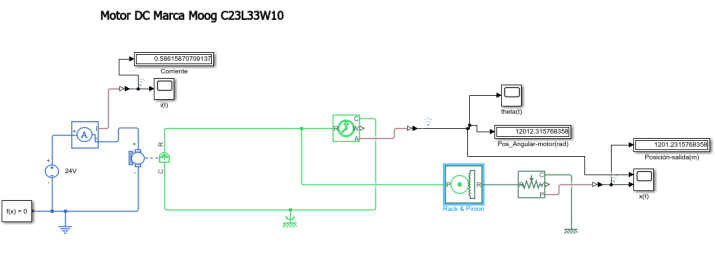 Motor DC Marca Moog C23L33W10
0.58615870709137
Corriente
i(t)
theta(t)
12012.315768358
Pos_Angular-motor(rad)
1201.2315768358
Posición-salida(m)
x(t)
I
A
+
-
24V
+
-
+
-
R
C
R
W
C
A
P
R
Rack & Pinion
R
C
V
P
f(x) = 0